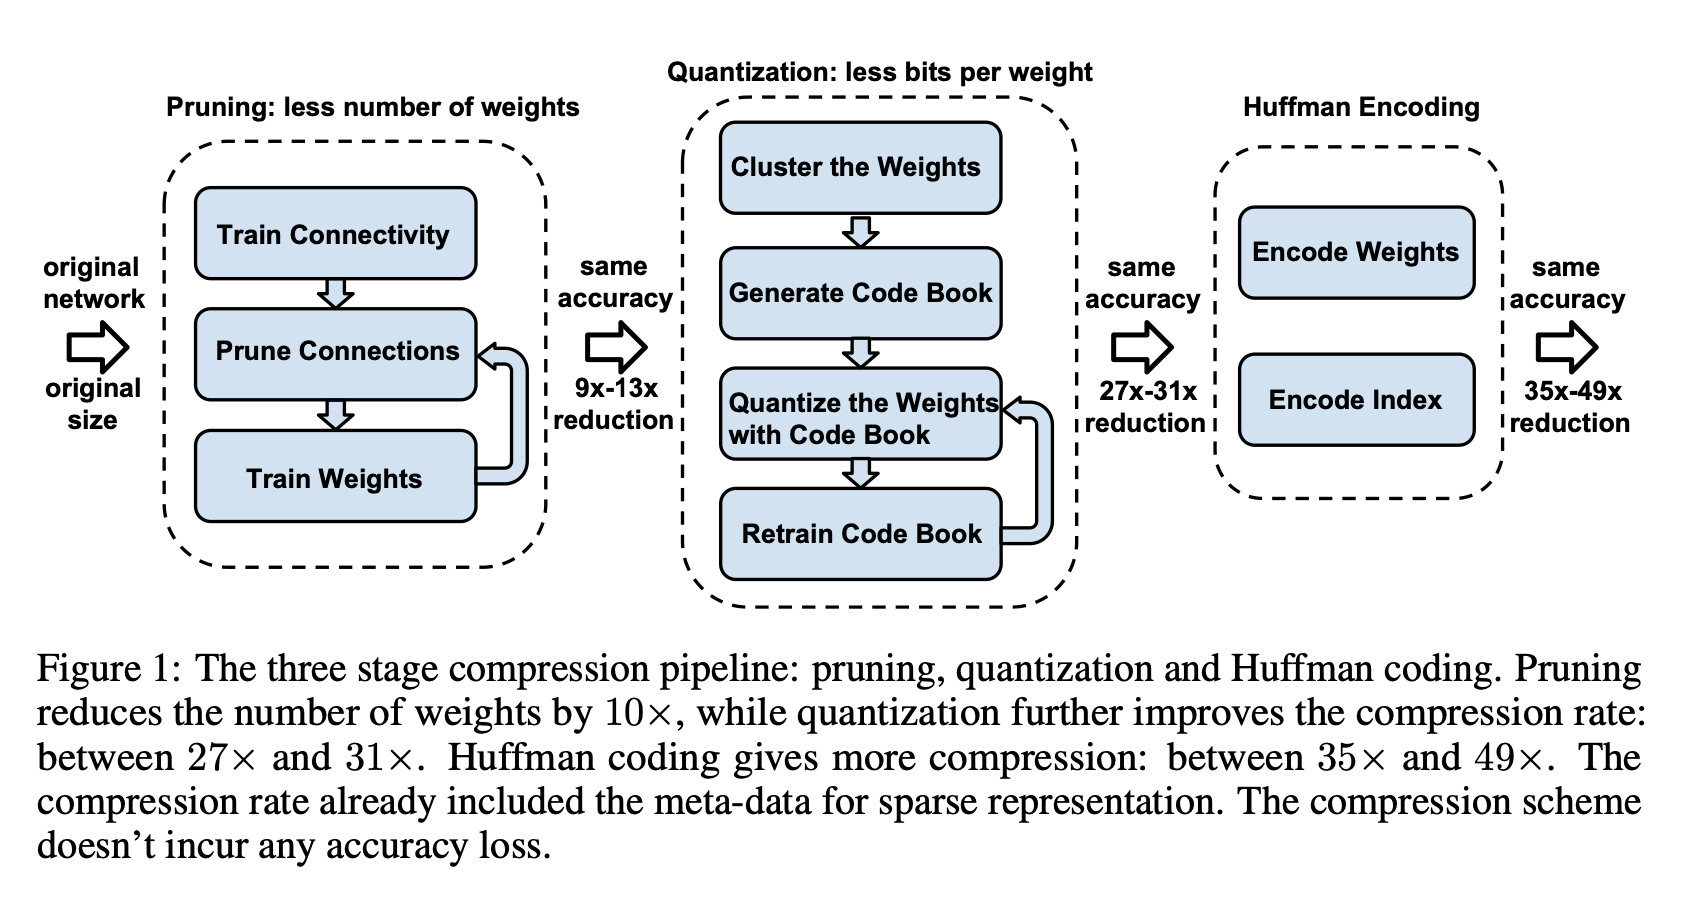 Pruning: less number of weights
Quantization: less bits per weight
Huffman Encoding
original
network
original
size
Train Connectivity
Prune Connections
Train Weights
same
accuracy
9x-13x
reduction
Cluster the Weights
Generate Code Book
Quantize the Weights
with Code Book
Retrain Code Book
same
accuracy
27x-31x
reduction
Encode Weights
Encode Index
same
accuracy
35x-49x
reduction
Figure 1: The three stage compression pipeline: pruning, quantization and Huffman coding. Pruning
reduces the number of weights by 10×, while quantization further improves the compression rate:
between 27× and 31×. Huffman coding gives more compression: between 35× and 49×. The
compression rate already included the meta-data for sparse representation. The compression scheme
doesn’t incur any accuracy loss.